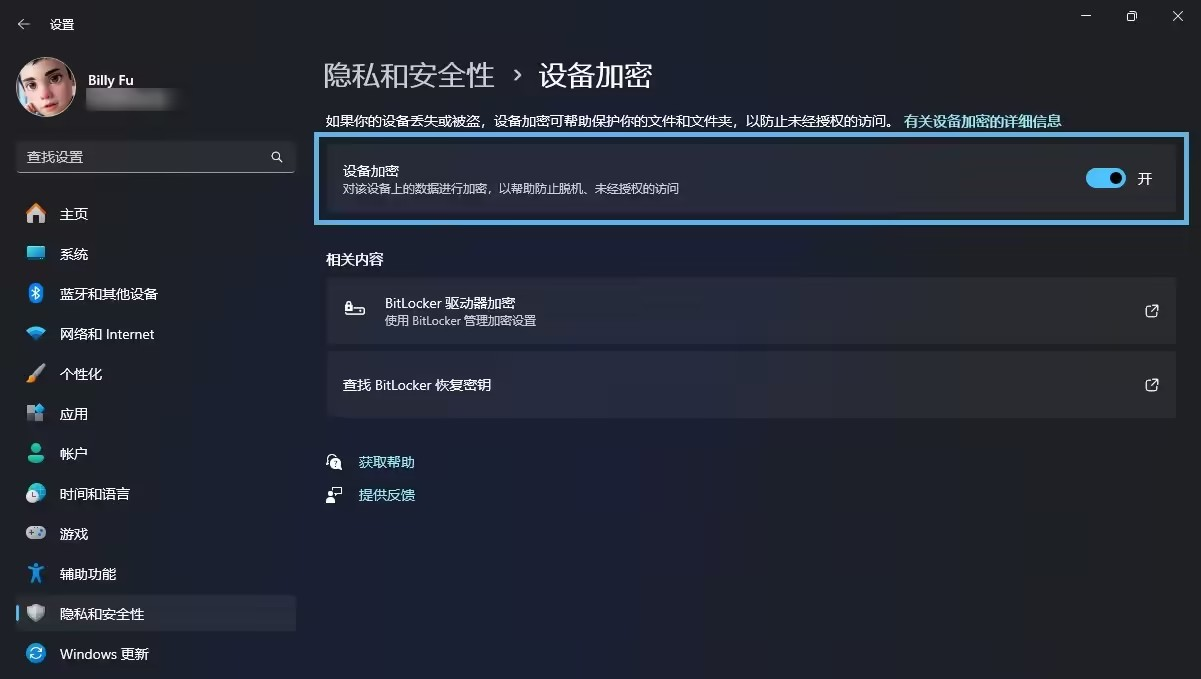 设置
Billy Fu
查找设置
主页
系统
蓝牙和其他设备
网络和 Internet
个性化
应用
帐户
时间和语言
游戏
辅助功能
隐私和安全性
Windows 更新
隐私和安全性 › 设备加密
如果你的设备丢失或被盗，设备加密可帮助保护你的文件和文件夹，以防止未经授权的访问。 有关设备加密的详细信息
设备加密
对该设备上的数据进行加密，以帮助防止脱机、未经授权的访问
开
相关内容
BitLocker 驱动器加密
使用 BitLocker 管理加密设置
查找 BitLocker 恢复密钥
获取帮助
提供反馈